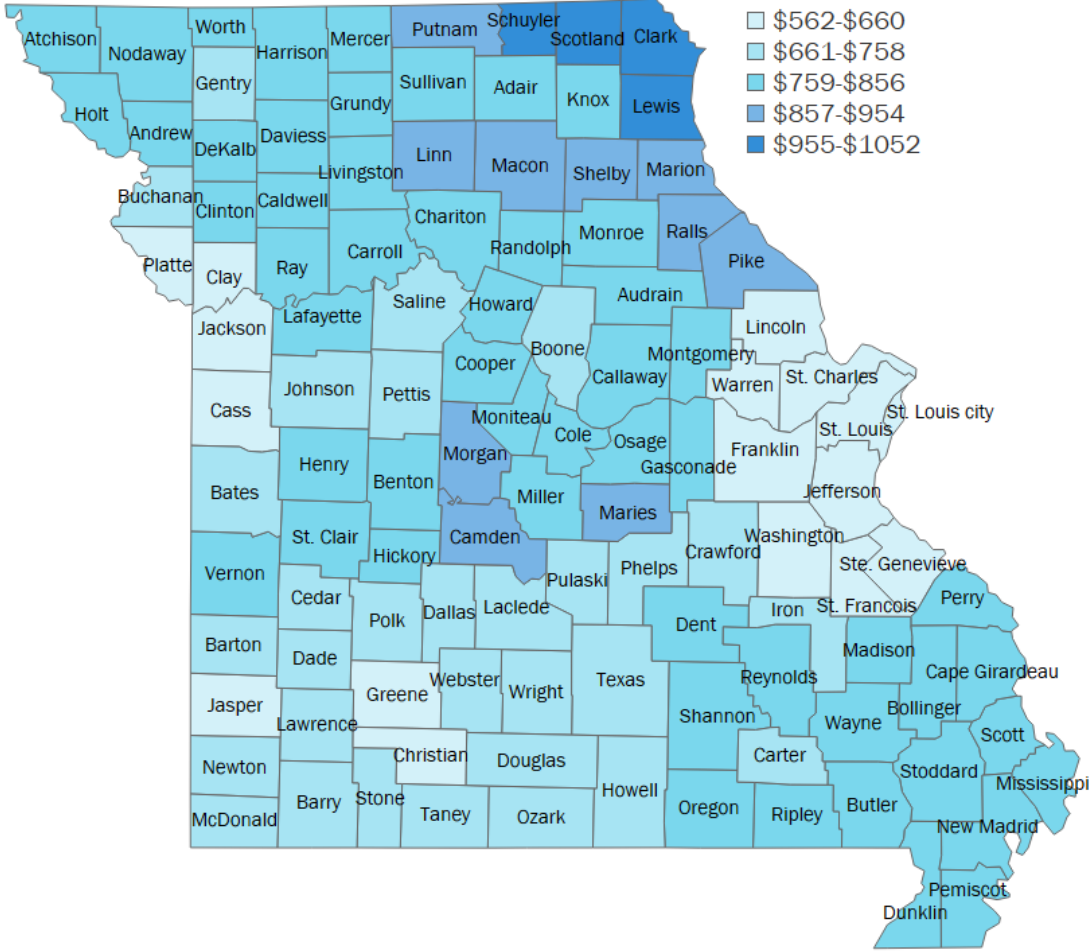 $562-$660
$661-$758
$759-$856
$857-$954
$955-$1052
Atchison
Nodaway
Worth
Harrison
Mercer
Putnam
Schuyler
Scotland
Clark
Gentry
Sullivan
Adair
Knox
Lewis
Holt
Andrew
DeKalb
Daviess
Grundy
Livingston
Linn
Macon
Shelby
Marion
Buchanan
Clinton
Caldwell
Chariton
Randolph
Monroe
Ralls
Pike
Platte
Clay
Ray
Carroll
Saline
Howard
Audrain
Lincoln
Jackson
Lafayette
Cooper
Boone
Callaway
Montgomery
Warren
St. Charles
St. Louis city
St. Louis
Cass
Johnson
Pettis
Moniteau
Cole
Osage
Gasconade
Franklin
Jefferson
Morgan
Henry
Benton
Miller
Maries
Bates
St. Clair
Hickory
Camden
Pulaski
Phelps
Crawford
Washington
Ste. Genevieve
St. Francois
Perry
Vernon
Cedar
Polk
Dallas
Laclede
Dent
Iron
Madison
Cape Girardeau
Barton
Dade
Greene
Webster
Wright
Texas
Reynolds
Shannon
Wayne
Bollinger
Scott
Jasper
Lawrence
Christian
Douglas
Carter
Stoddard
Mississippi
Newton
Barry
Stone
Taney
Ozark
Howell
Oregon
Ripley
Butler
New Madrid
McDonald
Pemiscot
Dunklin